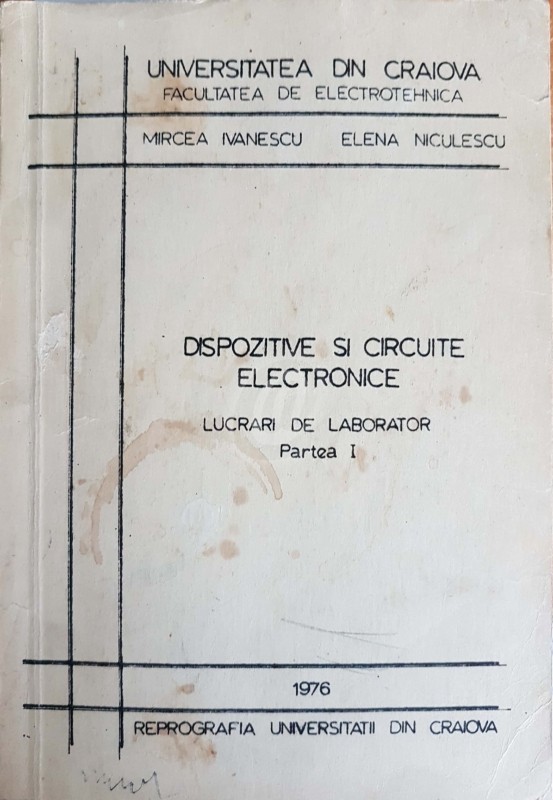 UNIVERSITATEA DIN CRAIOVA
FACULTATEA DE ELECTROTEHNICA
MIRCEA IVANESCU ELENA NICULESCU
DISPOZITIVE SI CIRCUITE
ELECTRONICE
LUCRARI DE LABORATOR
Partea I
1976
REPROGRAFIA UNIVERSITATII DIN CRAIOVA